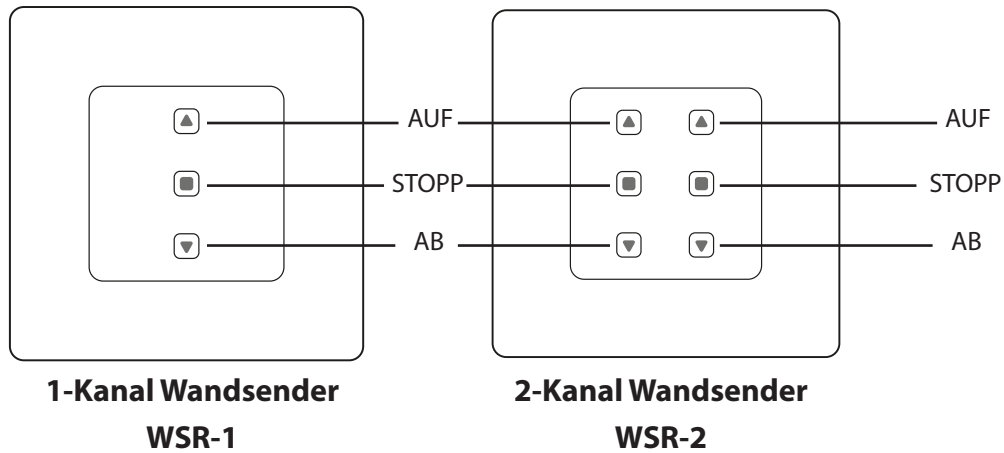 AUF
AUF
STOPP
STOPP
AB
AB
1-Kanal Wandsender
WSR-1
2-Kanal Wandsender
WSR-2